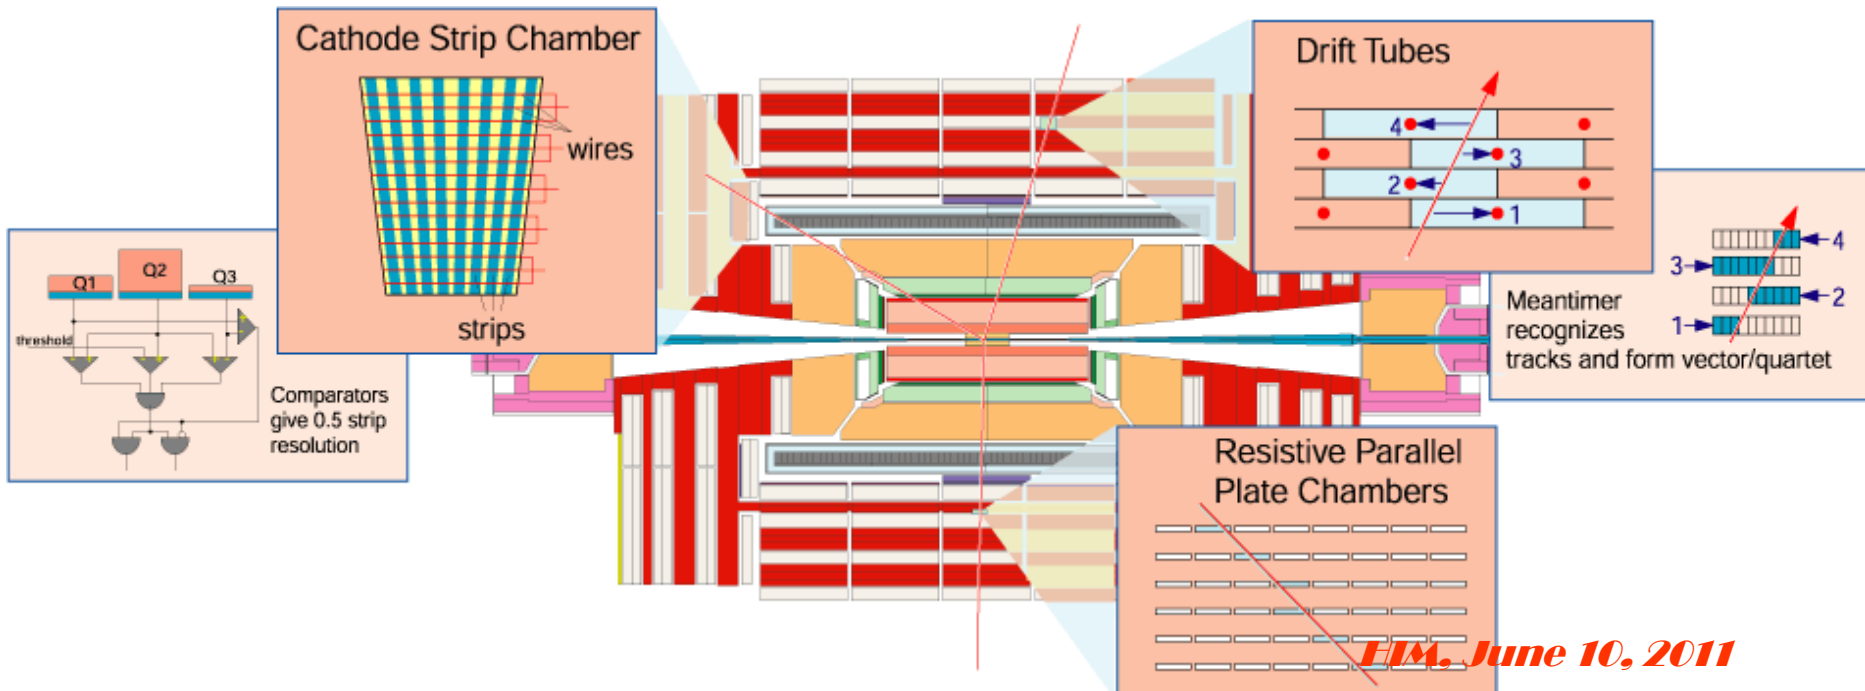 Cathode Strip Chamber
wires
strips
Q1
Q2
Q3
threshold
Comparators
give 0.5 strip
resolution
Drift Tubes
4
3
2
1
4
3
2
1
Meantimer
recognizes
tracks and form vector/quartet
Resistive Parallel
Plate Chambers
HIM, June 10, 2011